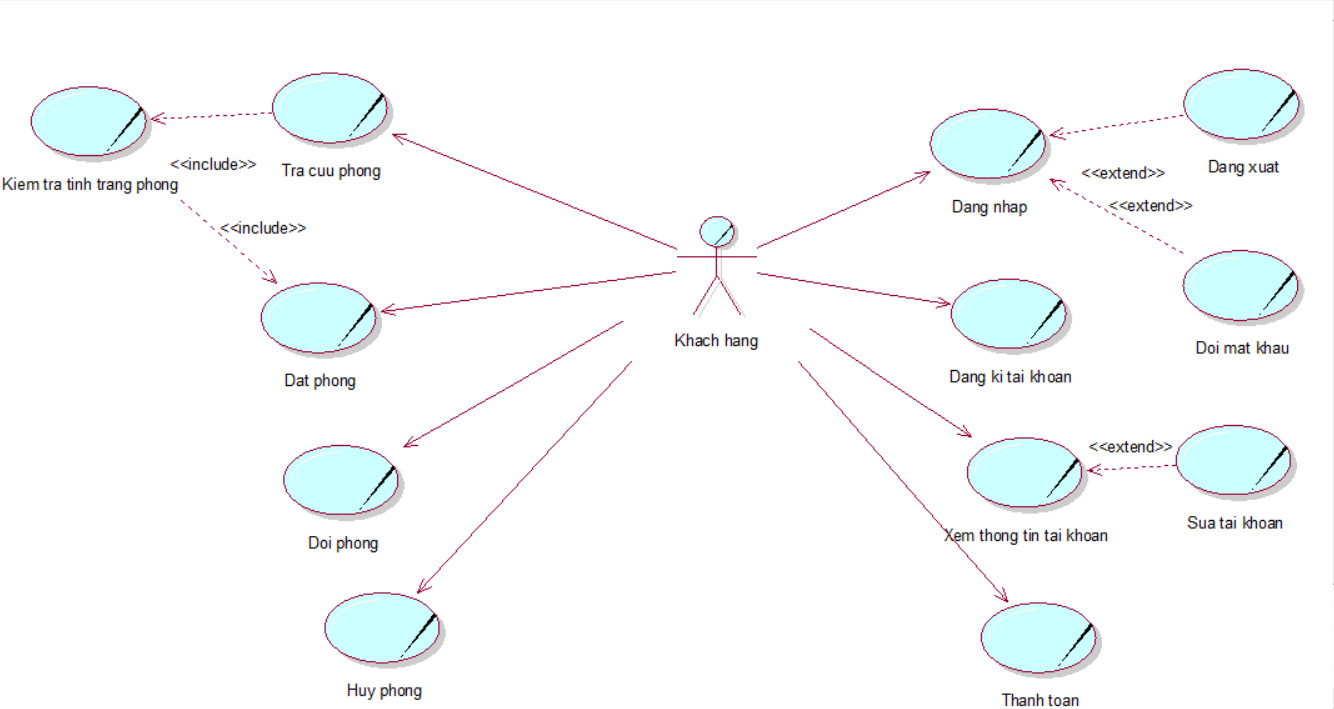 Kiem tra tinh trang phong
<<include>>
Tra cuu phong
<<include>>
Dat phong
Doi phong
Huy phong
Khach hang
Dang nhap
<<extend>>
Dang xuat
<<extend>>
Doi mat khau
Dang ki tai khoan
Xem thong tin tai khoan
<<extend>>
Sua tai khoan
Thanh toan